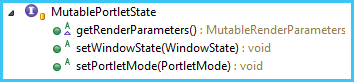 MutablePortletState
getRenderParameters() : MutableRenderParameters
setWindowState(WindowState) : void
setPortletMode(PortletMode) : void